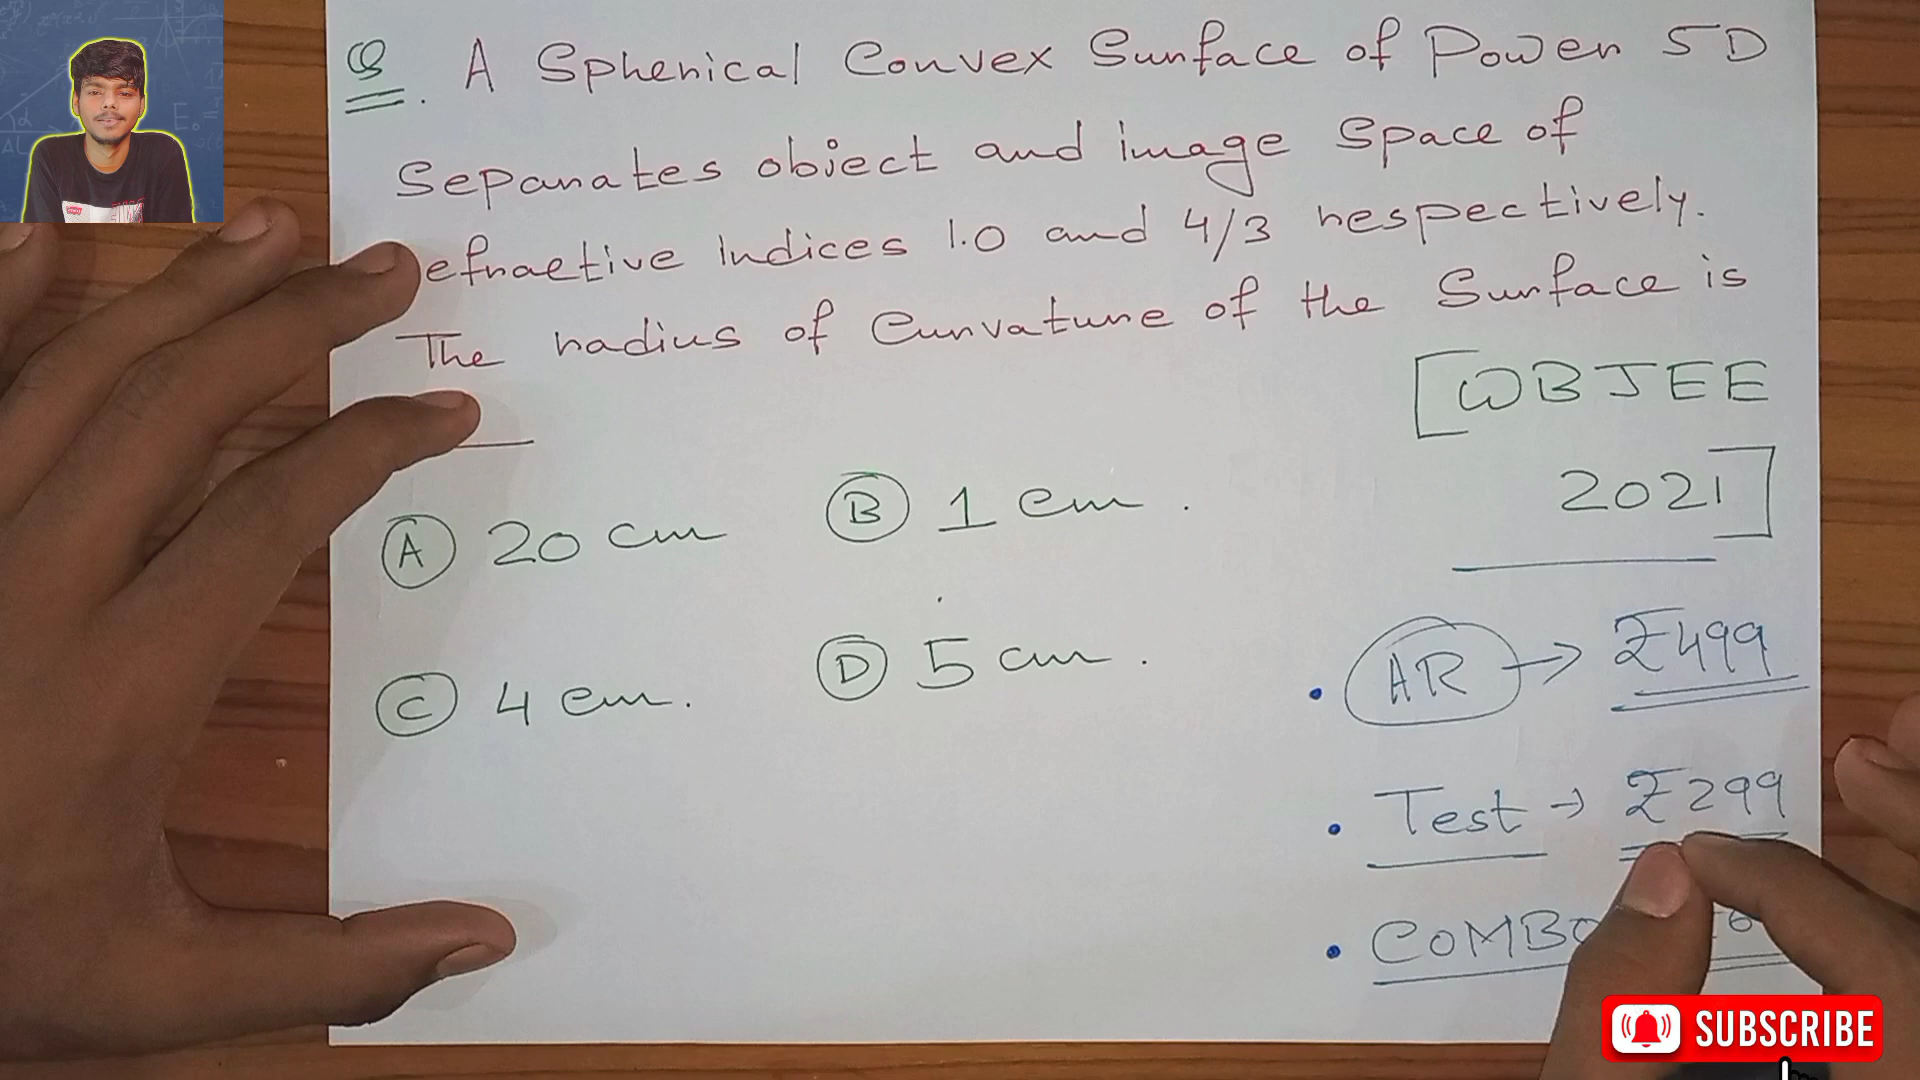 Q. A Spherical Convex Surface of Power 5D
Separates object and image Space of
efractive Indices 1.0 and 4/3 respectively.
The radius of Curvature of the Surface is
[WBJEE
2021]
A 20 cm B 1 cm.
C 4 cm. D 5 cm.
• AR → ₹499
• Test → ₹299
• COMBO
SUBSCRIBE